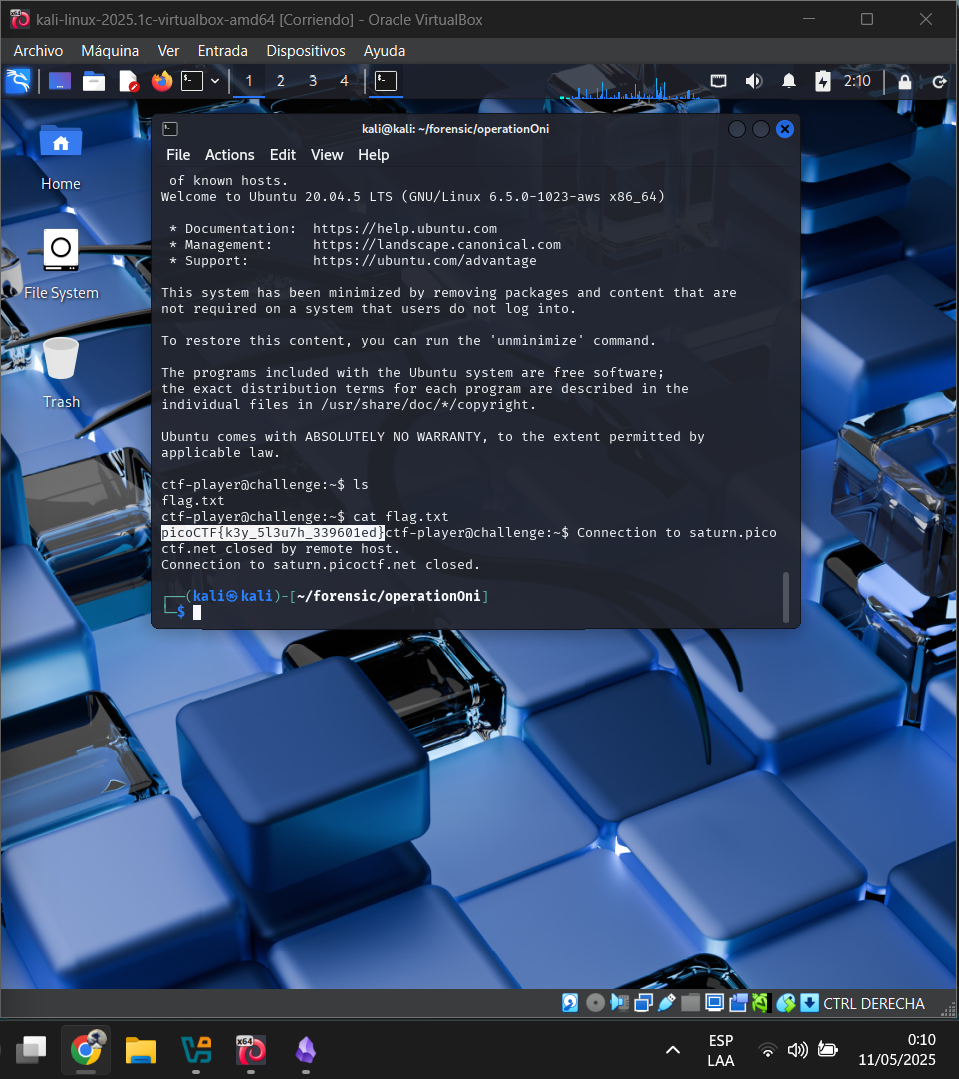 kali-linux-2025.1c-virtualbox-amd64 [Corriendo] - Oracle VirtualBox
Archivo Máquina Ver Entrada Dispositivos Ayuda
1 2 3 4 2:10
kali@kali: ~/forensic/operationOni
File Actions Edit View Help
of known hosts.
Welcome to Ubuntu 20.04.5 LTS (GNU/Linux 6.5.0-1023-aws x86_64)
* Documentation: https://help.ubuntu.com
* Management: https://landscape.canonical.com
* Support: https://ubuntu.com/advantage
This system has been minimized by removing packages and content that are
not required on a system that users do not log into.
To restore this content, you can run the 'unminimize' command.
The programs included with the Ubuntu system are free software;
the exact distribution terms for each program are described in the
individual files in /usr/share/doc/*/copyright.
Ubuntu comes with ABSOLUTELY NO WARRANTY, to the extent permitted by
applicable law.
ctf-player@challenge:~$ ls
flag.txt
ctf-player@challenge:~$ cat flag.txt
picoCTF{k3y_5l3u7h_339601ed}ctf-player@challenge:~$ Connection to saturn.pico
ctf.net closed by remote host.
Connection to saturn.picoctf.net closed.
┌──(kali㉿kali)-[~/forensic/operationOni]
└─$
Home
File System
Trash
CTRL DERECHA
x64
ESP
LAA
0:10
11/05/2025